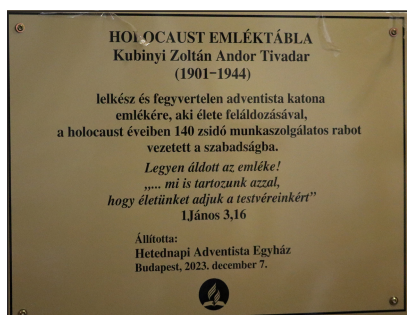 HOLOCAUST EMLÉKTÁBLA
Kubinyi Zoltán Andor Tivadar
(1901-1944)
lelkész és fegyvertelen adventista katona
emlékére, aki élete feláldozásával,
a holocaust éveiben 140 zsidó munkaszolgálatos rabot
vezetett a szabadságba.
Legyen áldott az emléke!
„... mi is tartozunk azzal,
hogy életünket adjuk a testvéreinkért”
1János 3,16
Állította:
Hetednapi Adventista Egyház
Budapest, 2023. december 7.